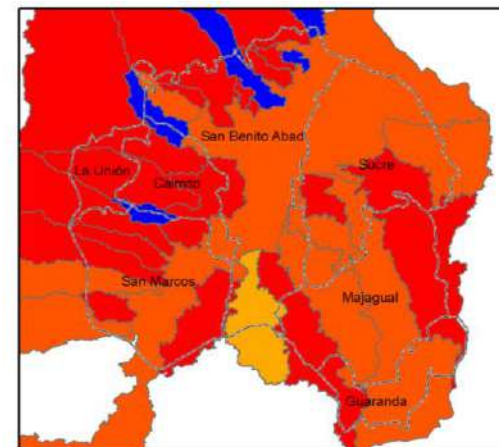 San Benito Abad
Sucre
La Unión
Caimito
San Marcos
Majagual
Guaranda